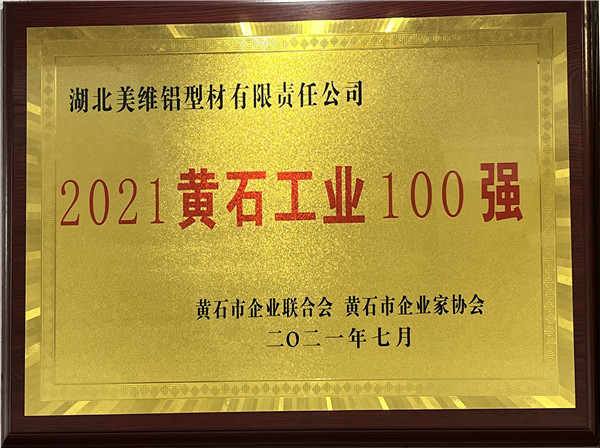 湖北美维铝型材有限责任公司
2021黄石工业100强
黄石市企业联合会 黄石市企业家协会
二〇二一年七月